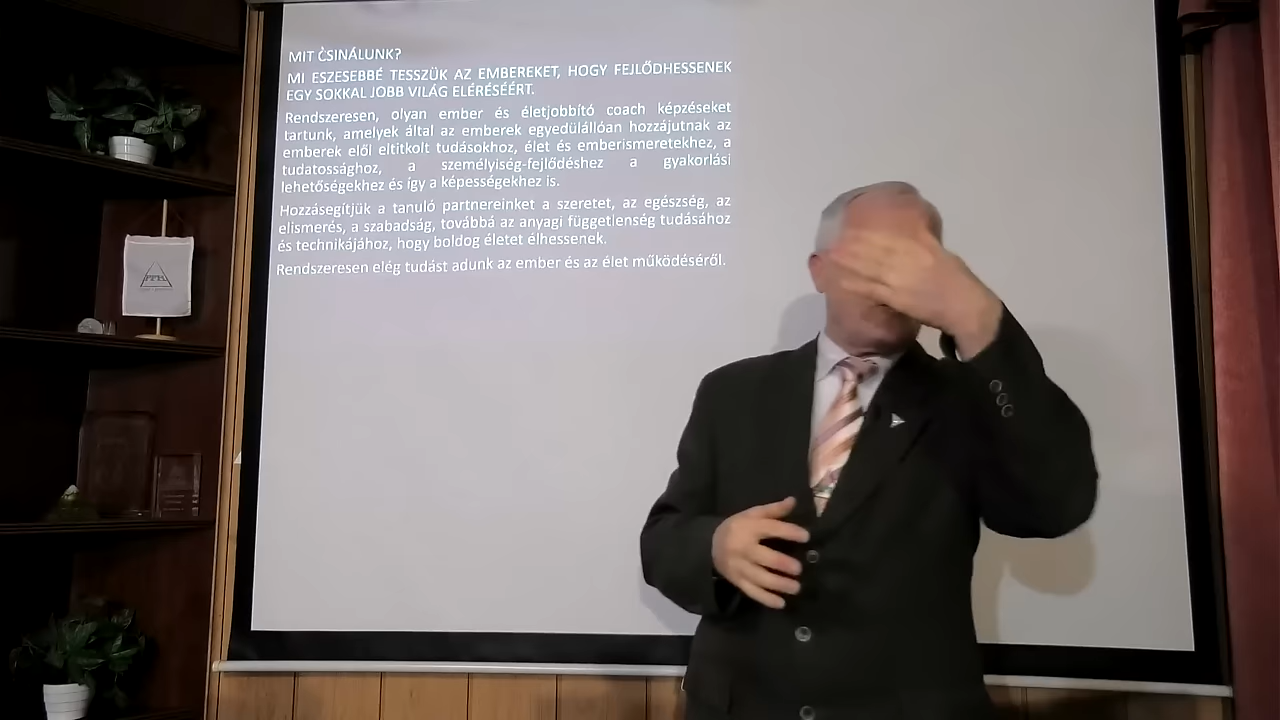 MIT CSINÁLUNK?
MI ESZESEBBÉ TESSZÜK AZ EMBEREKET, HOGY FEJLŐDHESSENEK
EGY SOKKAL JOBB VILÁG ELÉRÉSÉÉRT.
Rendszeresen, olyan ember és életjobbító coach képzéseket
tartunk, amelyek által az emberek egyedülállóan hozzájutnak az
emberek elől eltitkolt tudásokhoz, élet és emberismeretekhez, a
tudatossághoz, a személyiség-fejlődéshez a gyakorlási
lehetőségekhez és így a képességekhez is.
Hozzásegítjük a tanuló partnereinket a szeretet, az egészség, az
elismerés, a szabadság, továbbá az anyagi függetlenség tudásához
és technikájához, hogy boldog életet élhessenek.
Rendszeresen elég tudást adunk az ember és az élet működéséről.